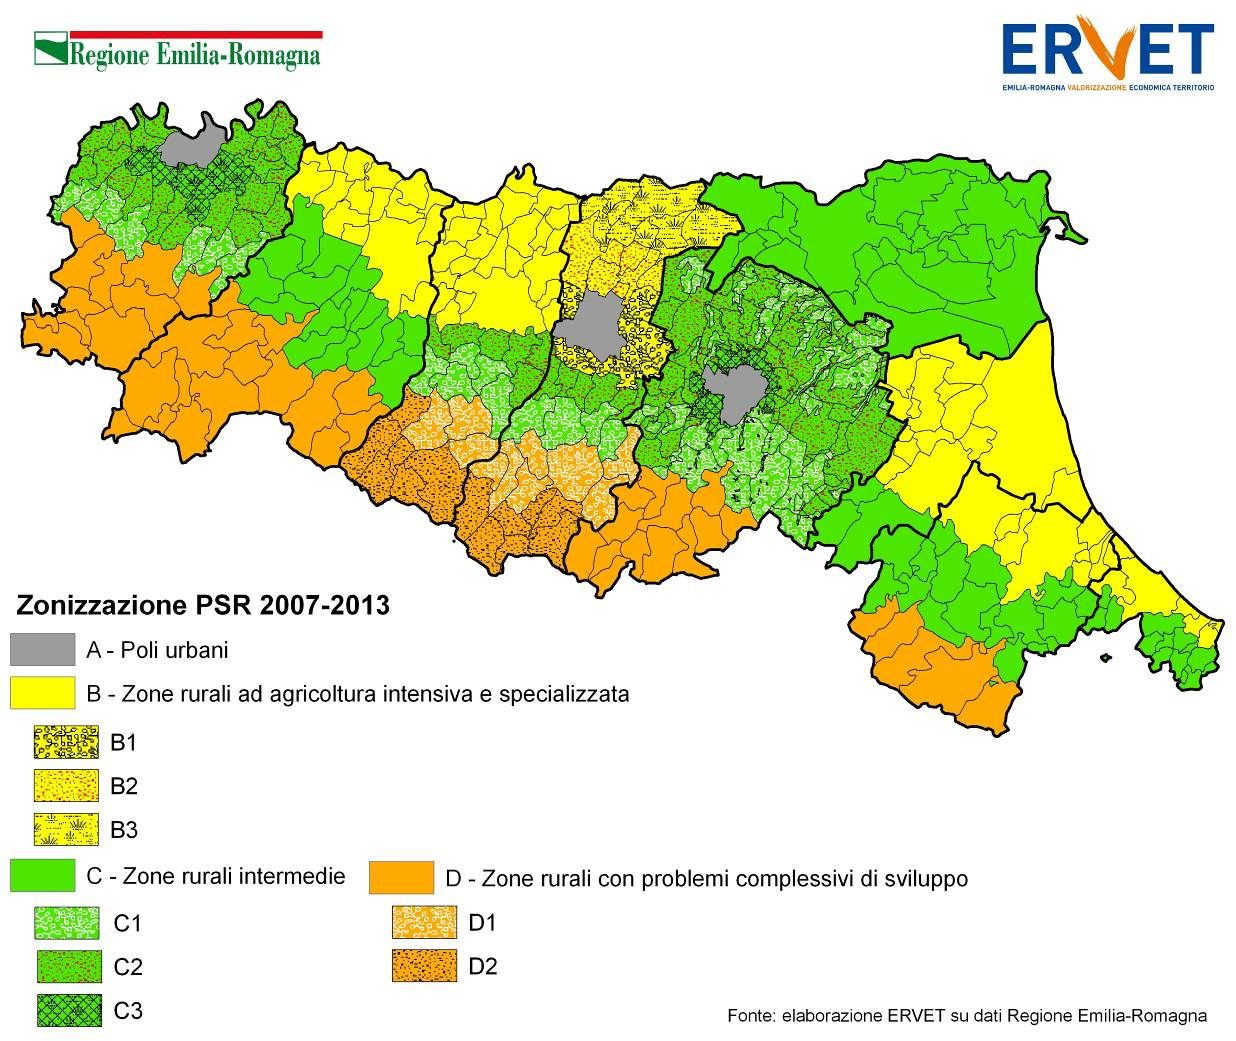 Regione Emilia-Romagna
ERVET
EMILIA-ROMAGNA VALORIZZAZIONE ECONOMICA TERRITORIO
Zonizzazione PSR 2007-2013
A - Poli urbani
B - Zone rurali ad agricoltura intensiva e specializzata
B1
B2
B3
C - Zone rurali intermedie
D - Zone rurali con problemi complessivi di sviluppo
C1
D1
C2
D2
C3
Fonte: elaborazione ERVET su dati Regione Emilia-Romagna